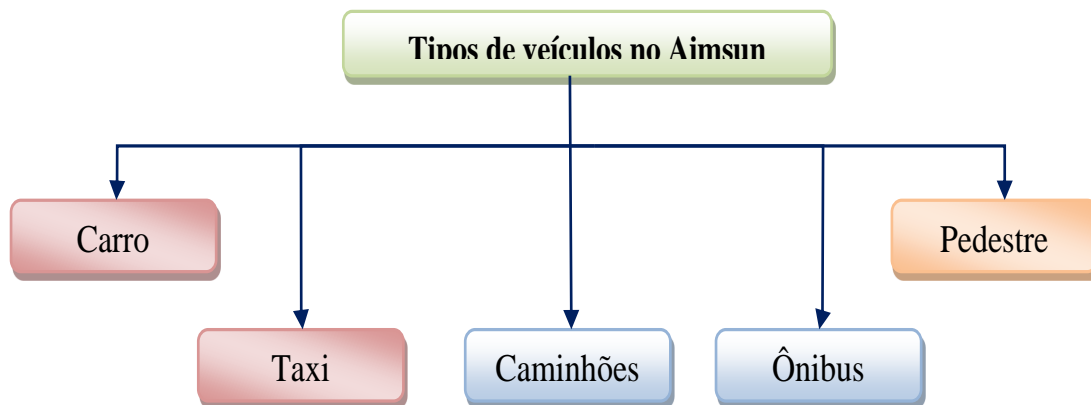 Tipos de veículos no Aimsun
Carro
Pedestre
Taxi
Caminhões
Ônibus